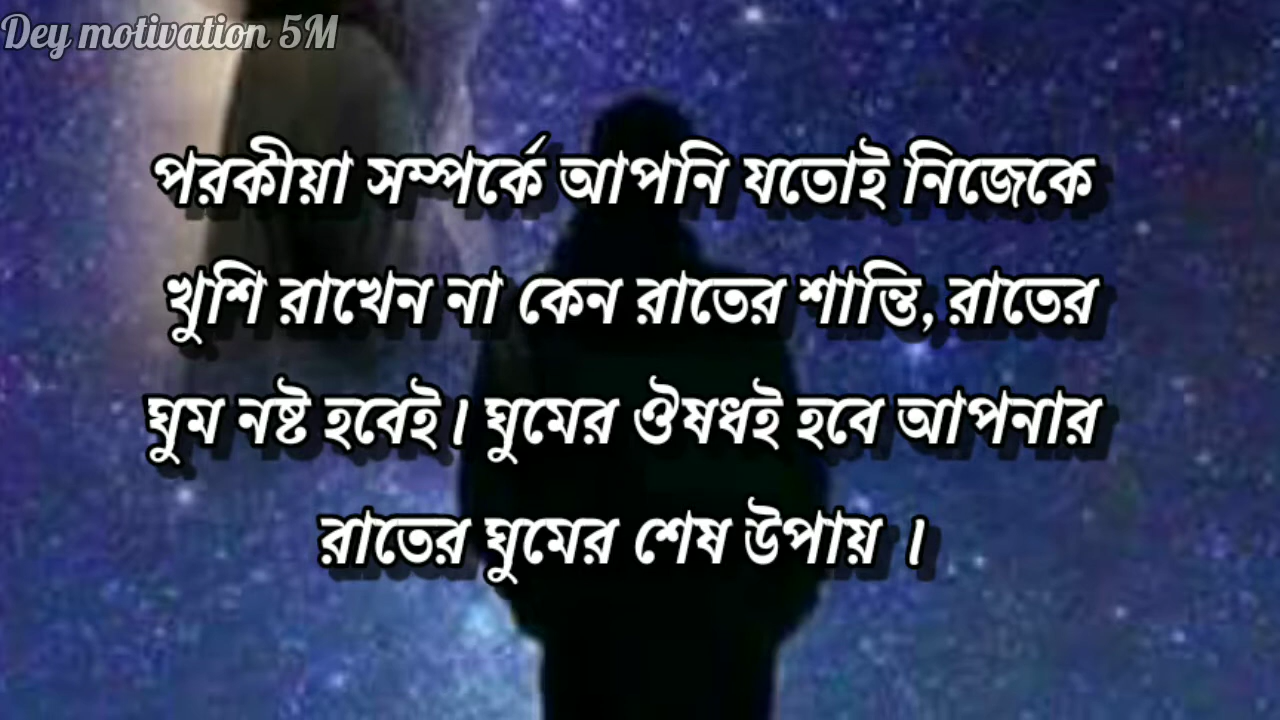 Dey motivation 5M
পরকীয়া সম্পর্কে আপনি যতোই নিজেকে
খুশি রাখেন না কেন রাতের শান্তি, রাতের
ঘুম নষ্ট হবেই। ঘুমের ঔষধই হবে আপনার
রাতের ঘুমের শেষ উপায় ।